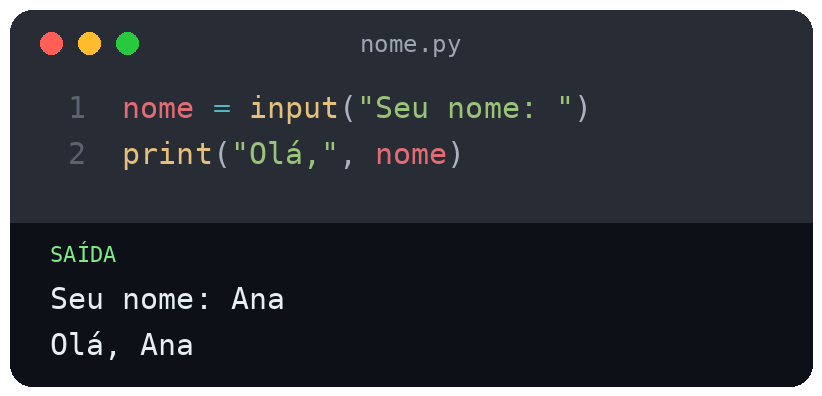 nome.py
1 nome = input("Seu nome: ")
2 print("Olá,", nome)
SAÍDA
Seu nome: Ana
Olá, Ana